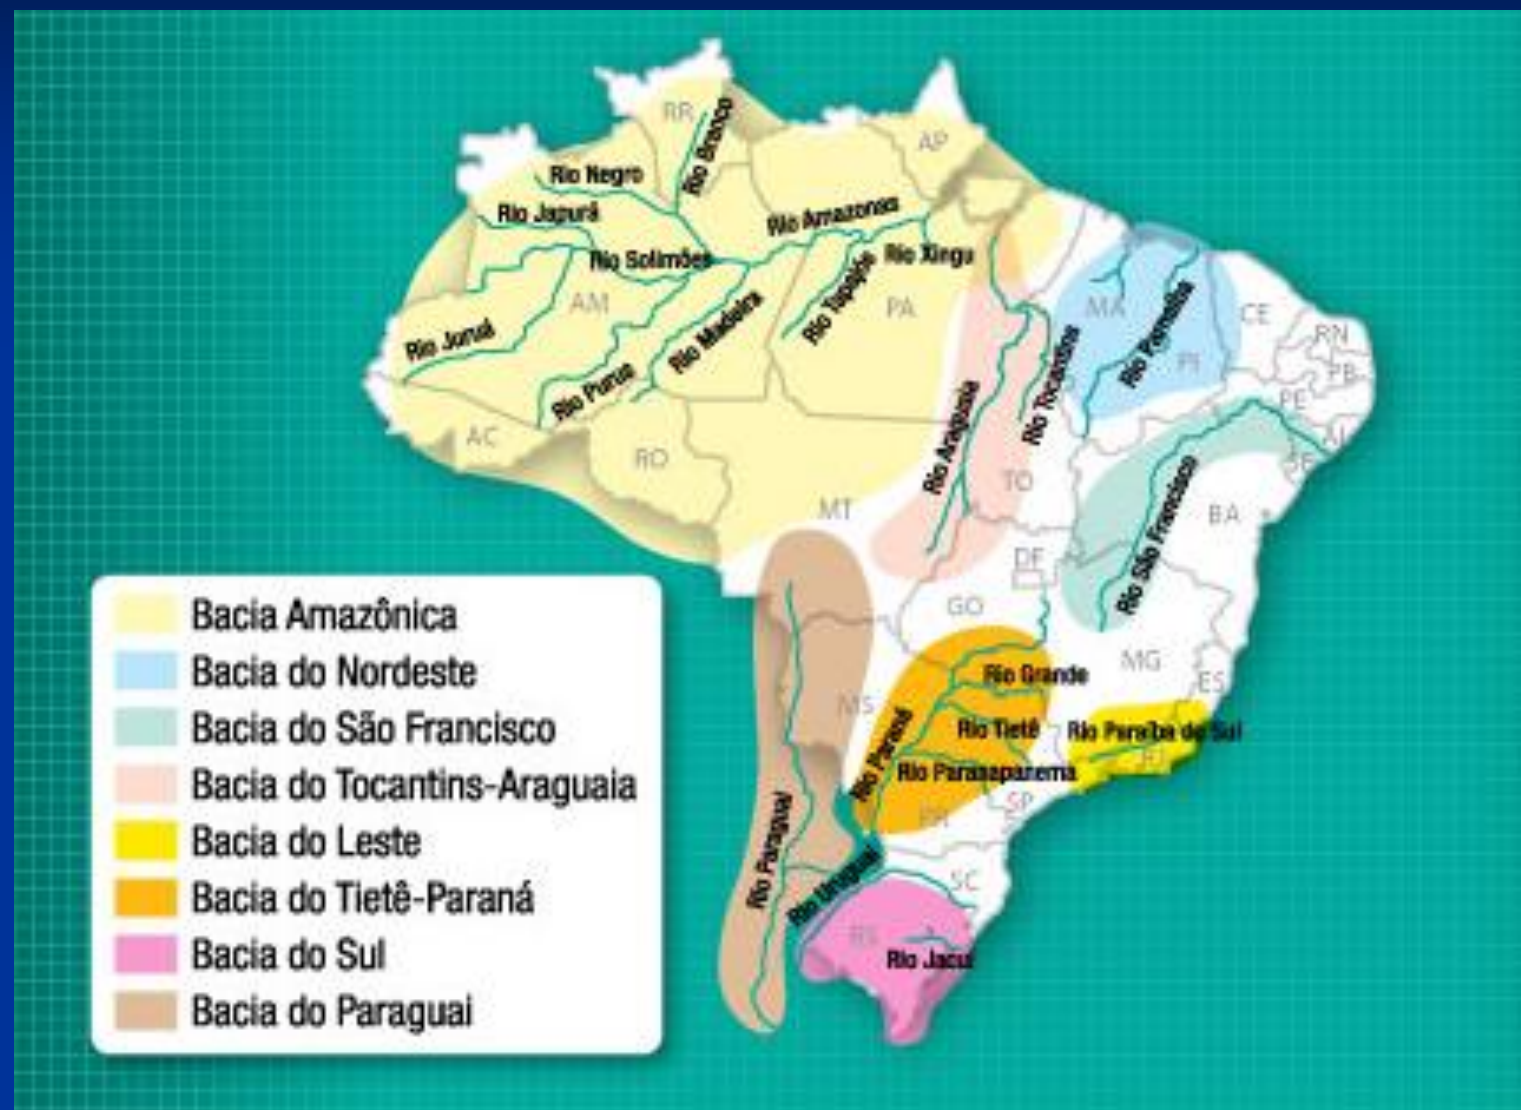 RR
Rio Branco
AP
Rio Negro
Rio Japurá
Rio Amazonas
Rio Solimões
Rio Xingu
Rio Tapajós
AM
PA
MA
CE
Rio Juruá
Rio Madeira
Rio Parnaíba
RN
PI
PB
Rio Purus
Rio Tocantins
PE
Rio Araguaia
AC
RO
AL
SE
TO
MT
Rio São Francisco
BA
DF
GO
MG
Rio Grande
ES
MS
Rio Paraná
Rio Tietê
Rio Paraíba do Sul
RJ
Rio Paranapanema
SP
PR
Rio Paraguai
Rio Uruguai
SC
RS
Rio Jacuí
Bacia Amazônica
Bacia do Nordeste
Bacia do São Francisco
Bacia do Tocantins-Araguaia
Bacia do Leste
Bacia do Tietê-Paraná
Bacia do Sul
Bacia do Paraguai